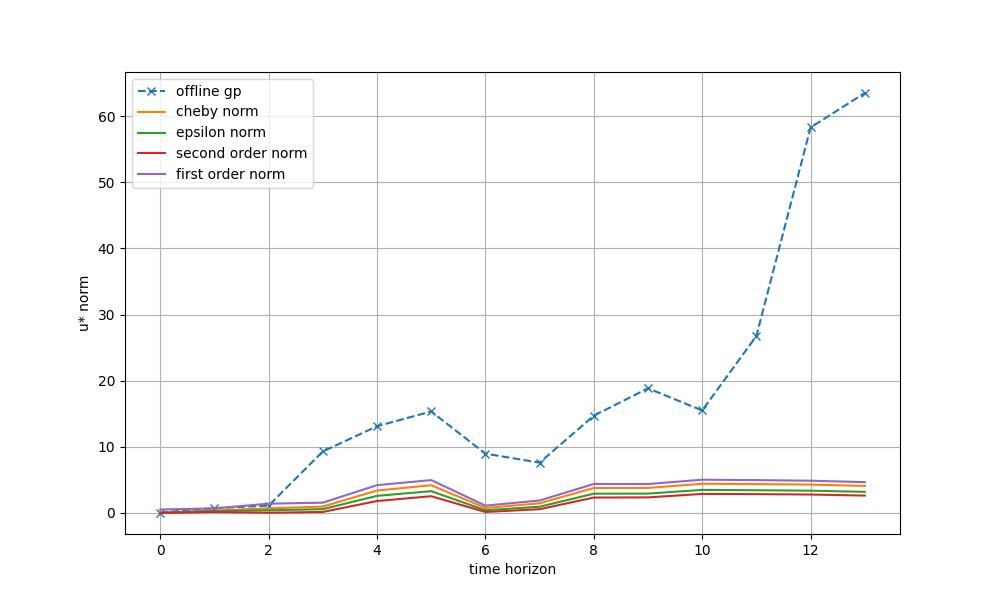 offline gp
cheby norm
epsilon norm
second order norm
first order norm
60
50
40
30
20
10
0
u* norm
0 2 4 6 8 10 12
time horizon